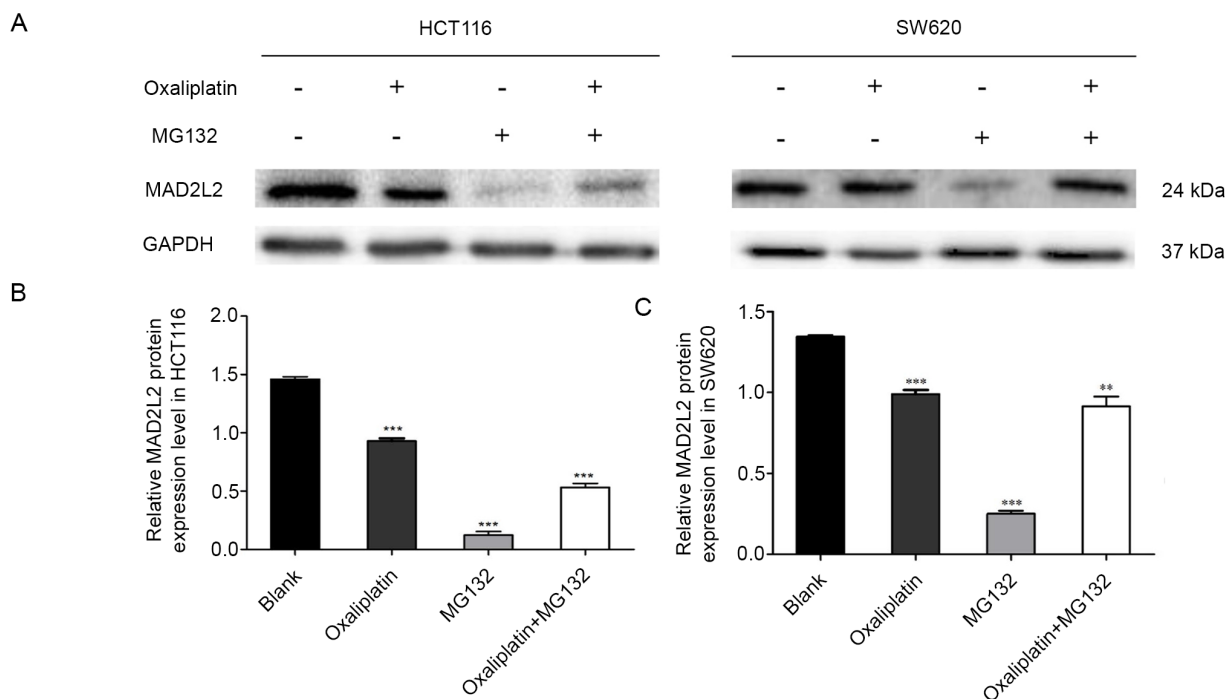 A
HCT116
SW620
Oxaliplatin - + - + - + - +
MG132 - - + + - - + +
MAD2L2
24 kDa
GAPDH
37 kDa
B
Relative MAD2L2 protein
expression level in HCT116
2.0
1.5
1.0
0.5
0.0
***
***
***
Blank
Oxaliplatin
MG132
Oxaliplatin+MG132
C
Relative MAD2L2 protein
expression level in SW620
1.5
1.0
0.5
0.0
***
***
**
Blank
Oxaliplatin
MG132
Oxaliplatin+MG132